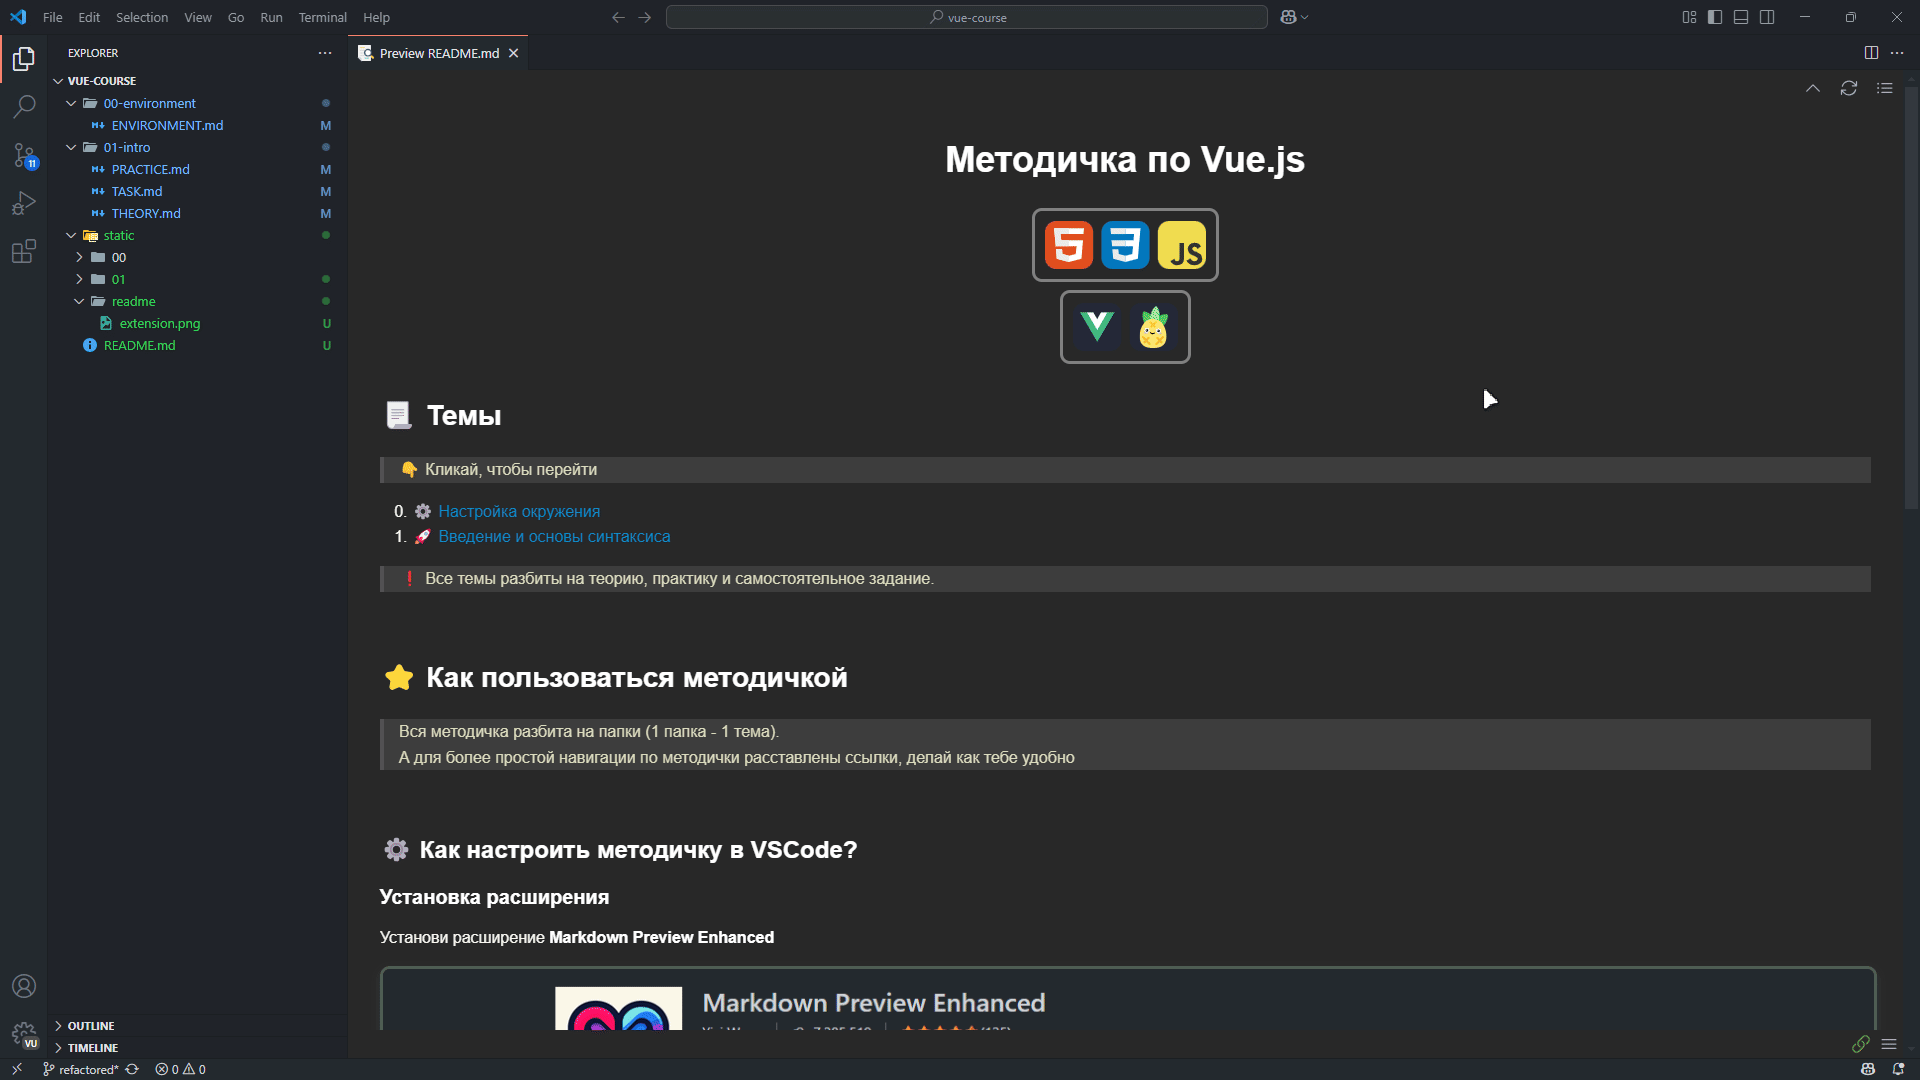 File Edit Selection View Go Run Terminal Help
vue-course
EXPLORER
Preview README.md
VUE-COURSE
00-environment
ENVIRONMENT.md M
01-intro
PRACTICE.md M
TASK.md M
THEORY.md M
static
00
01
readme
extension.png U
README.md U
11
Методичка по Vue.js
JS
Темы
Кликай, чтобы перейти
0. Настройка окружения
1. Введение и основы синтаксиса
Все темы разбиты на теорию, практику и самостоятельное задание.
Как пользоваться методичкой
Вся методичка разбита на папки (1 папка - 1 тема).
А для более простой навигации по методички расставлены ссылки, делай как тебе удобно
Как настроить методичку в VSCode?
Установка расширения
Установи расширение Markdown Preview Enhanced
Markdown Preview Enhanced
OUTLINE
TIMELINE
VU
refactored* 0 0